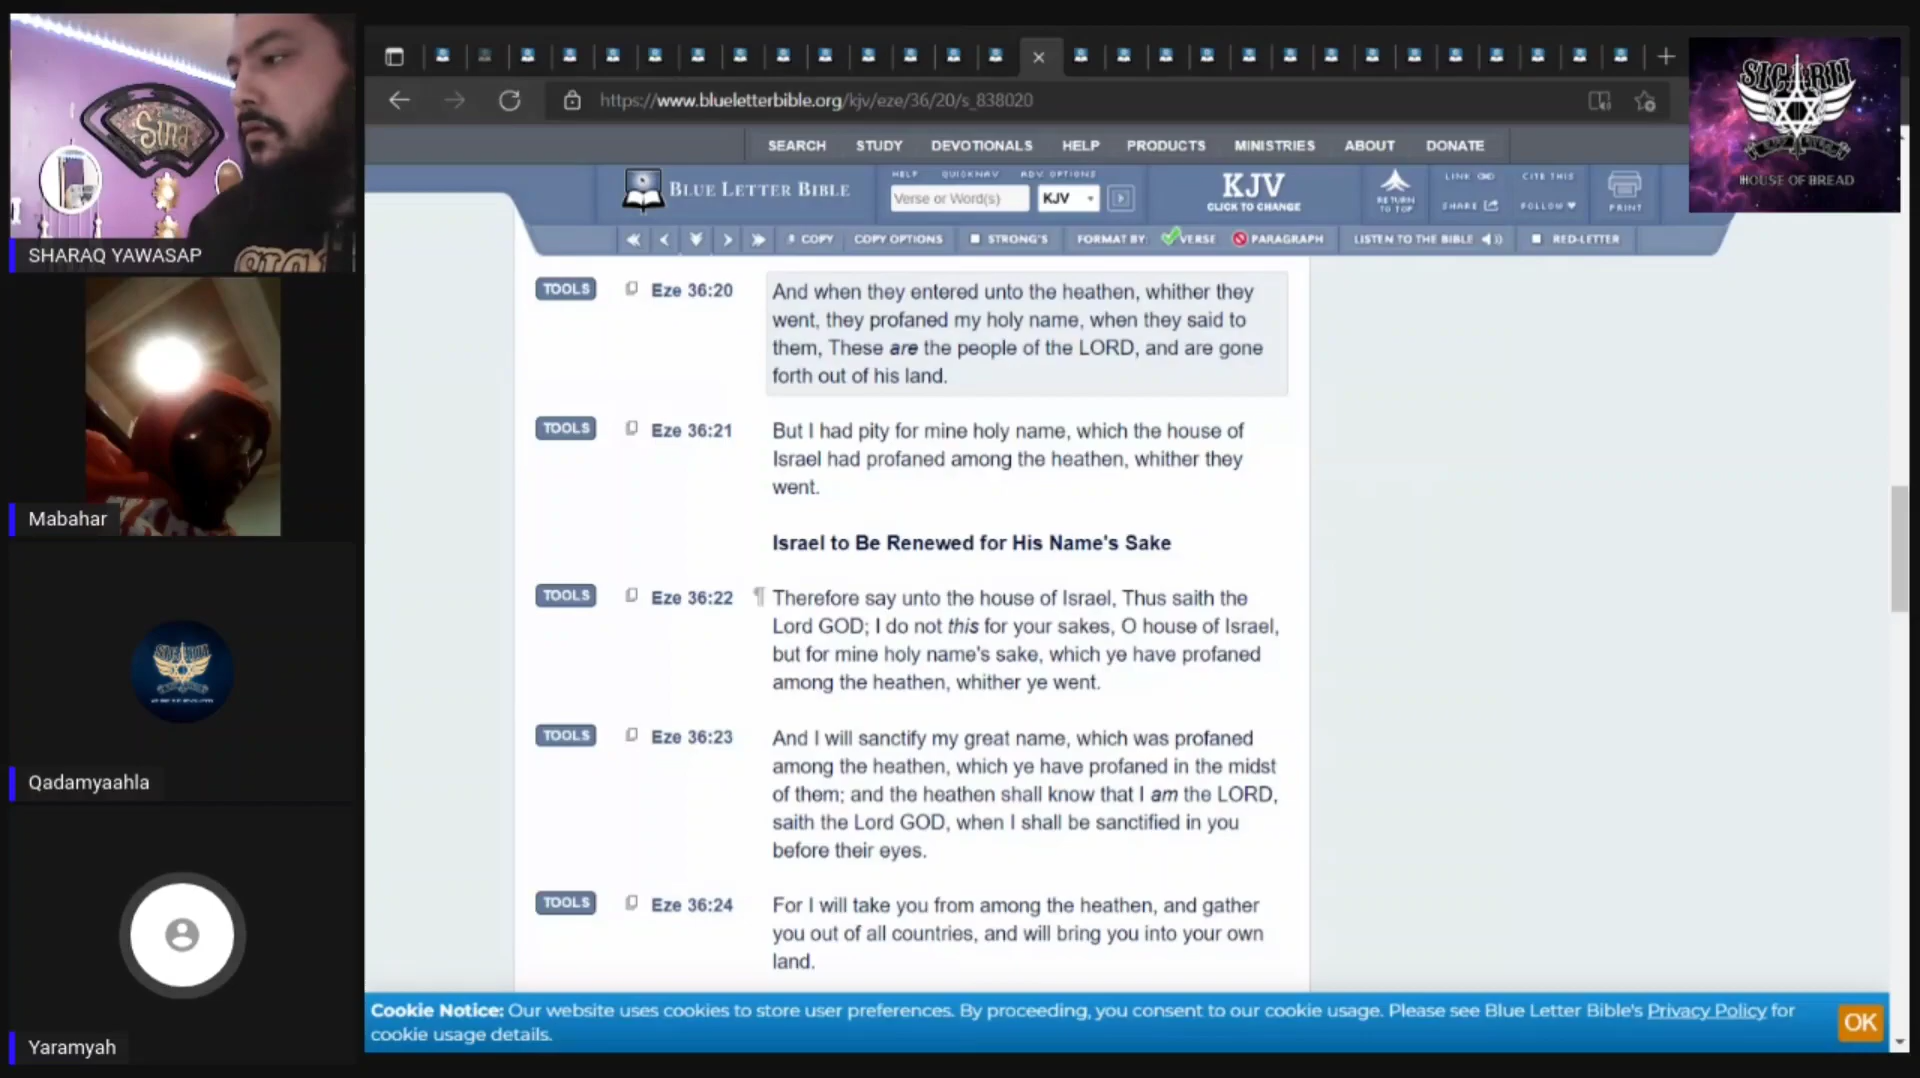 SHARAQ YAWASAP
Mabahar
Qadamyaahla
Yaramyah
https://www.blueletterbible.org/kjv/eze/36/20/s_838020
SICARII
HOUSE OF BREAD
SEARCH STUDY DEVOTIONALS HELP PRODUCTS MINISTRIES ABOUT DONATE
BLUE LETTER BIBLE
HELP QUICKNAV ADV. OPTIONS
Verse or Word(s) KJV
KJV
CLICK TO CHANGE
RETURN
TO TOP
LINK
SHARE
CITE THIS
FOLLOW
PRINT
COPY COPY OPTIONS STRONG'S FORMAT BY: VERSE PARAGRAPH LISTEN TO THE BIBLE RED-LETTER
TOOLS Eze 36:20 And when they entered unto the heathen, whither they
went, they profaned my holy name, when they said to
them, These are the people of the LORD, and are gone
forth out of his land.
TOOLS Eze 36:21 But I had pity for mine holy name, which the house of
Israel had profaned among the heathen, whither they
went.
Israel to Be Renewed for His Name's Sake
TOOLS Eze 36:22 ¶ Therefore say unto the house of Israel, Thus saith the
Lord GOD; I do not this for your sakes, O house of Israel,
but for mine holy name's sake, which ye have profaned
among the heathen, whither ye went.
TOOLS Eze 36:23 And I will sanctify my great name, which was profaned
among the heathen, which ye have profaned in the midst
of them; and the heathen shall know that I am the LORD,
saith the Lord GOD, when I shall be sanctified in you
before their eyes.
TOOLS Eze 36:24 For I will take you from among the heathen, and gather
you out of all countries, and will bring you into your own
land.
Cookie Notice: Our website uses cookies to store user preferences. By proceeding, you consent to our cookie usage. Please see Blue Letter Bible's Privacy Policy for
cookie usage details.
OK